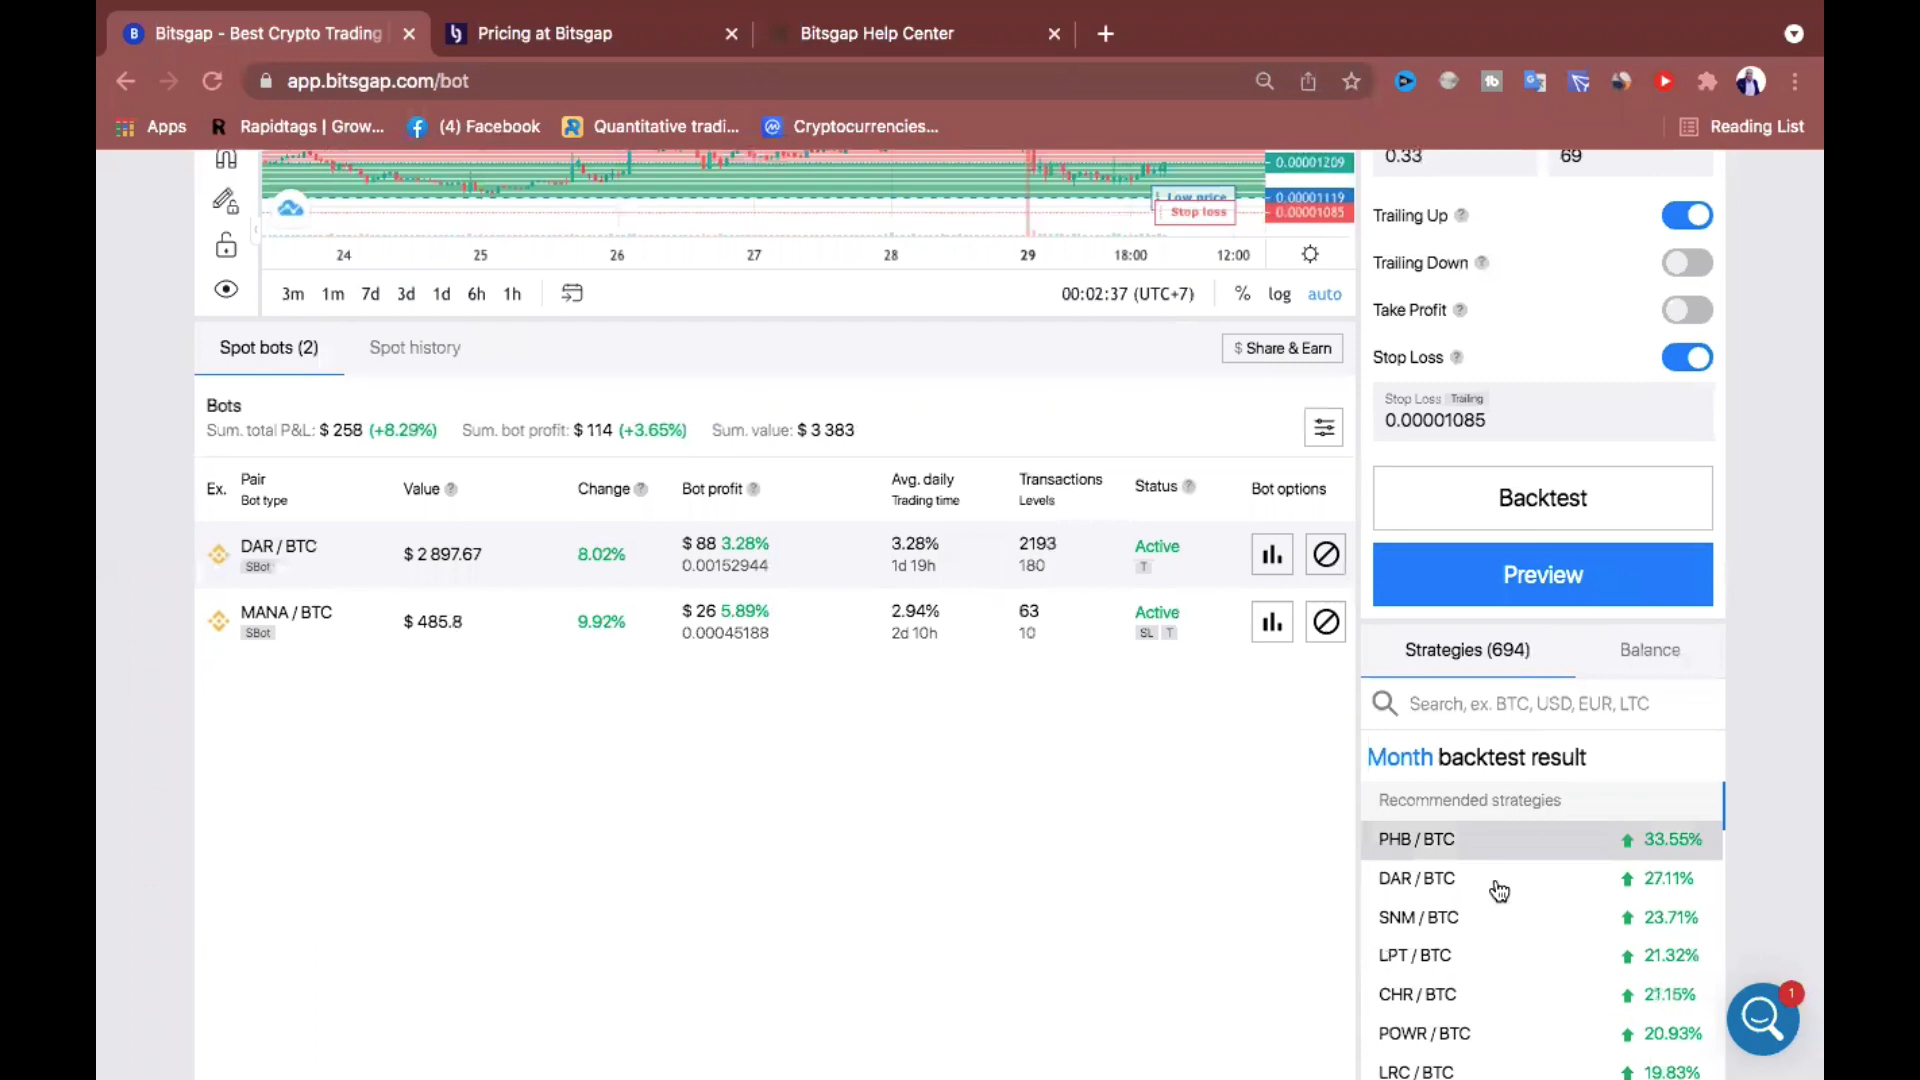 Bitsgap - Best Crypto Trading
Pricing at Bitsgap
Bitsgap Help Center
app.bitsgap.com/bot
Apps
Rapidtags | Grow...
(4) Facebook
Quantitative tradi...
Cryptocurrencies...
Reading List
0.00001209
Low price
0.00001119
Stop loss
0.00001085
24 25 26 27 28 29 18:00 12:00
3m 1m 7d 3d 1d 6h 1h
00:02:37 (UTC+7) % log auto
Spot bots (2) Spot history
$ Share & Earn
Bots
Sum. total P&L: $ 258 (+8.29%) Sum. bot profit: $ 114 (+3.65%) Sum. value: $ 3 383
Ex. Pair Value Change Bot profit Avg. daily Transactions Status Bot options
Bot type Trading time Levels
DAR / BTC $ 2 897.67 8.02% $ 88 3.28% 3.28% 2193 Active
SBot 0.00152944 1d 19h 180 T
MANA / BTC $ 485.8 9.92% $ 26 5.89% 2.94% 63 Active
SBot 0.00045188 2d 10h 10 SL T
0.33 69
Trailing Up
Trailing Down
Take Profit
Stop Loss
Stop Loss Trailing
0.00001085
Backtest
Preview
Strategies (694) Balance
Search, ex. BTC, USD, EUR, LTC
Month backtest result
Recommended strategies
PHB / BTC 33.55%
DAR / BTC 27.11%
SNM / BTC 23.71%
LPT / BTC 21.32%
CHR / BTC 21.15%
POWR / BTC 20.93%
LRC / BTC 19.83%
1